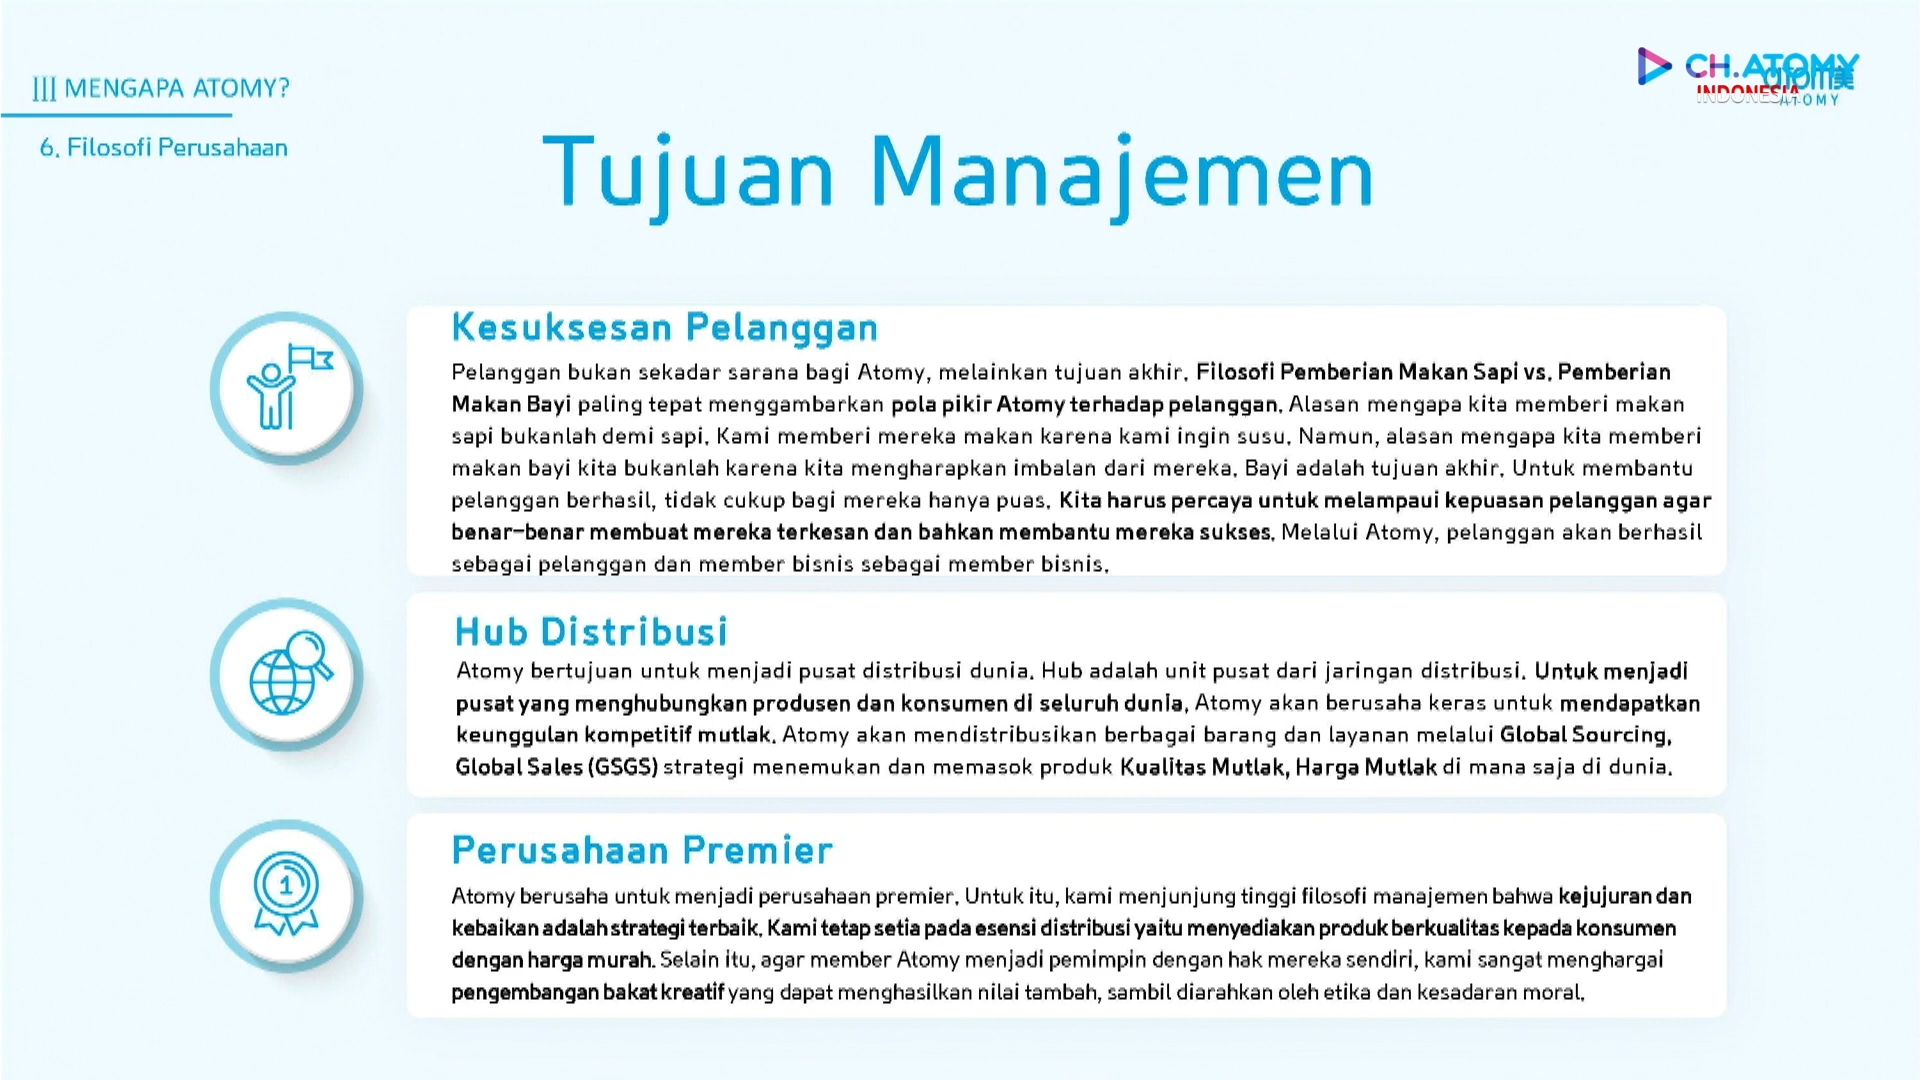 III MENGAPA ATOMY?
6. Filosofi Perusahaan
CH.ATOMY
INDONESIA
atom美
ATOMY
Tujuan Manajemen
Kesuksesan Pelanggan
Pelanggan bukan sekadar sarana bagi Atomy, melainkan tujuan akhir. Filosofi Pemberian Makan Sapi vs. Pemberian
Makan Bayi paling tepat menggambarkan pola pikir Atomy terhadap pelanggan. Alasan mengapa kita memberi makan
sapi bukanlah demi sapi. Kami memberi mereka makan karena kami ingin susu. Namun, alasan mengapa kita memberi
makan bayi kita bukanlah karena kita mengharapkan imbalan dari mereka. Bayi adalah tujuan akhir. Untuk membantu
pelanggan berhasil, tidak cukup bagi mereka hanya puas. Kita harus percaya untuk melampaui kepuasan pelanggan agar
benar-benar membuat mereka terkesan dan bahkan membantu mereka sukses. Melalui Atomy, pelanggan akan berhasil
sebagai pelanggan dan member bisnis sebagai member bisnis.
Hub Distribusi
Atomy bertujuan untuk menjadi pusat distribusi dunia. Hub adalah unit pusat dari jaringan distribusi. Untuk menjadi
pusat yang menghubungkan produsen dan konsumen di seluruh dunia, Atomy akan berusaha keras untuk mendapatkan
keunggulan kompetitif mutlak. Atomy akan mendistribusikan berbagai barang dan layanan melalui Global Sourcing,
Global Sales (GSGS) strategi menemukan dan memasok produk Kualitas Mutlak, Harga Mutlak di mana saja di dunia.
1
Perusahaan Premier
Atomy berusaha untuk menjadi perusahaan premier. Untuk itu, kami menjunjung tinggi filosofi manajemen bahwa kejujuran dan
kebaikan adalah strategi terbaik. Kami tetap setia pada esensi distribusi yaitu menyediakan produk berkualitas kepada konsumen
dengan harga murah. Selain itu, agar member Atomy menjadi pemimpin dengan hak mereka sendiri, kami sangat menghargai
pengembangan bakat kreatif yang dapat menghasilkan nilai tambah, sambil diarahkan oleh etika dan kesadaran moral.